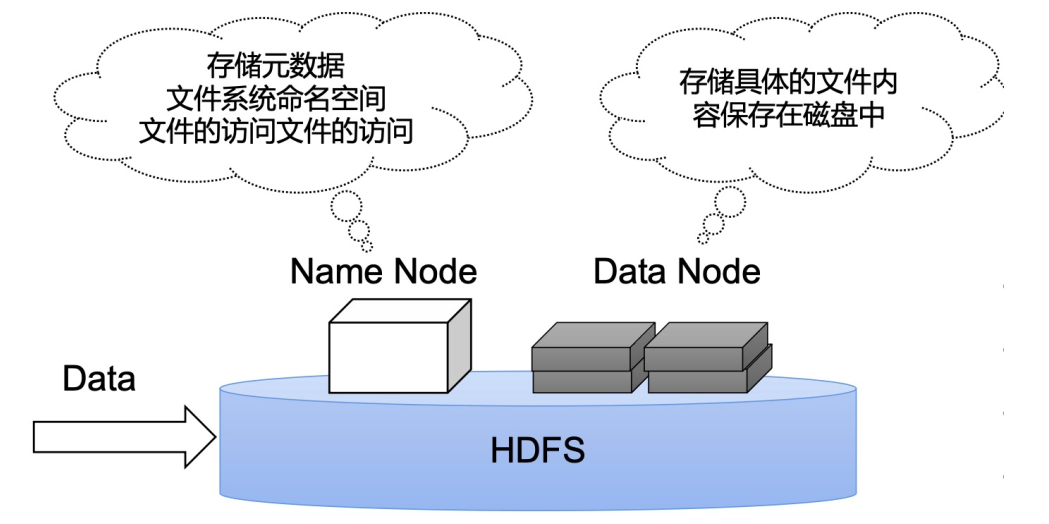 存储元数据
文件系统命名空间
文件的访问文件的访问
存储具体的文件内
容保存在磁盘中
Name Node
Data Node
Data
HDFS